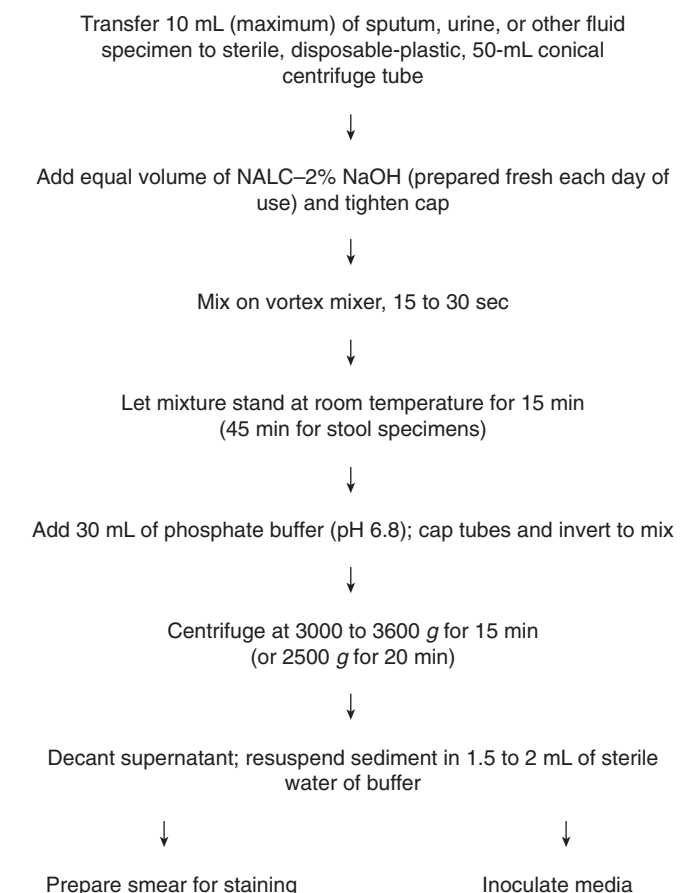 Transfer 10 mL (maximum) of sputum, urine, or other fluid
specimen to sterile, disposable-plastic, 50-mL conical
centrifuge tube
↓
Add equal volume of NALC–2% NaOH (prepared fresh each day of
use) and tighten cap
↓
Mix on vortex mixer, 15 to 30 sec
↓
Let mixture stand at room temperature for 15 min
(45 min for stool specimens)
↓
Add 30 mL of phosphate buffer (pH 6.8); cap tubes and invert to mix
↓
Centrifuge at 3000 to 3600 g for 15 min
(or 2500 g for 20 min)
↓
Decant supernatant; resuspend sediment in 1.5 to 2 mL of sterile
water of buffer
↓ ↓
Prepare smear for staining Inoculate media